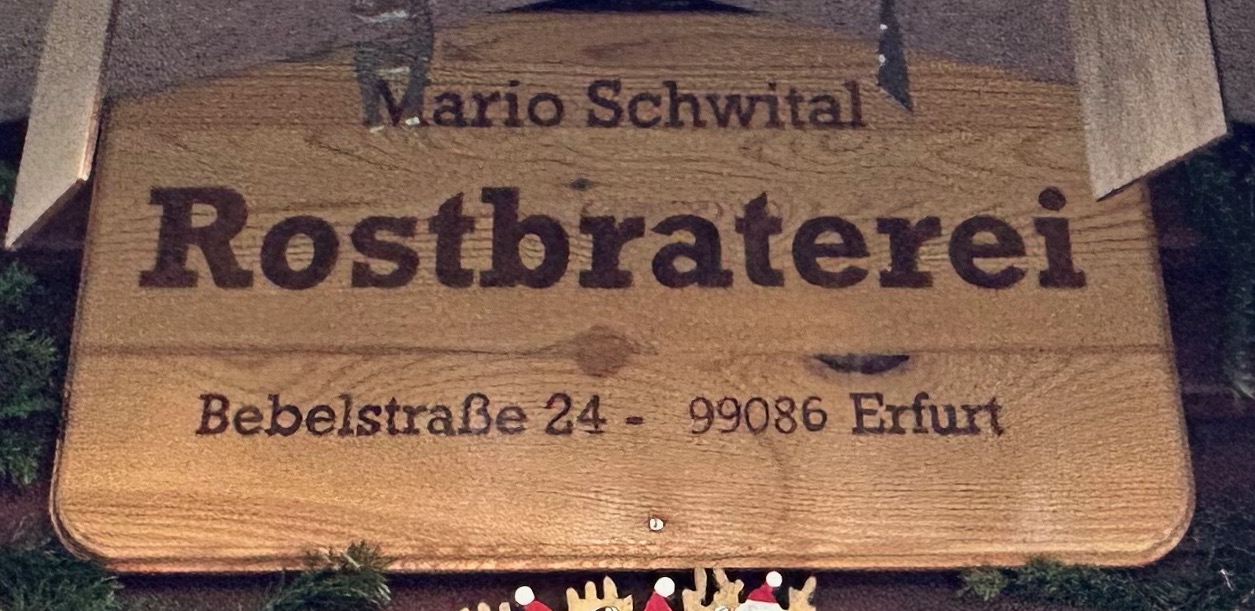 Mario Schwital
Rostbraterei
Bebelstraße 24 - 99086 Erfurt